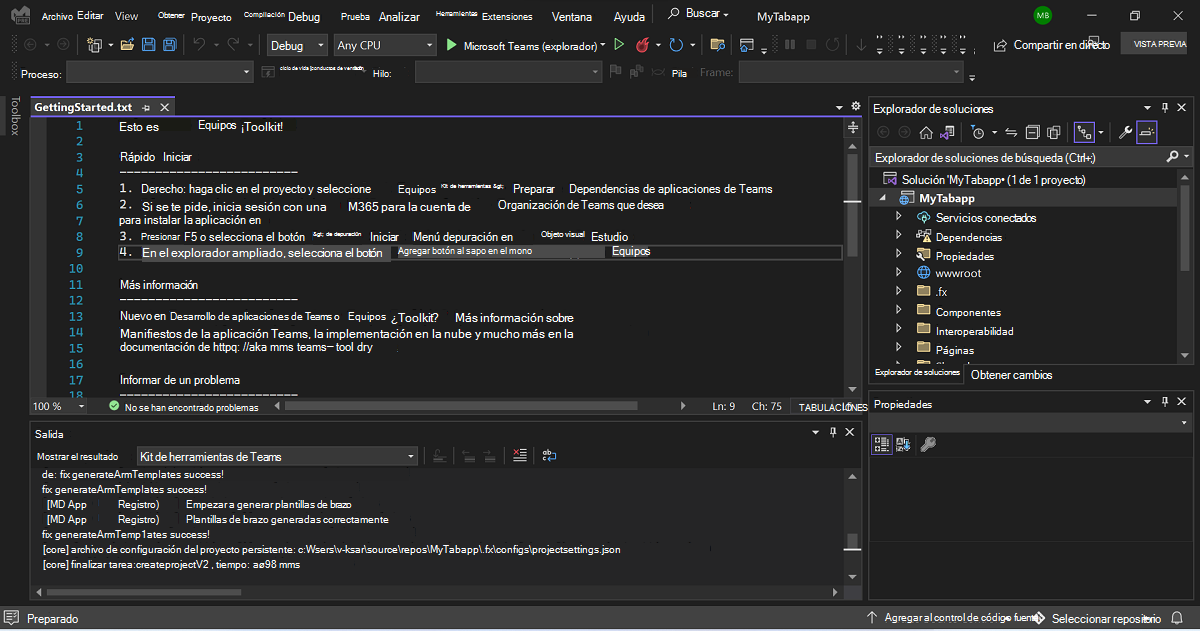 Archivo Editar View Obtener Proyecto Compilación Debug Prueba Analizar Herramientas Extensiones Ventana Ayuda Buscar MyTabapp MB
Debug Any CPU Microsoft Teams (explorador) Compartir en directo VISTA PREVIA
Proceso: ciclo de vida [conductos de ventilación, Hilo: Pila Frame:
Toolbox
GettingStarted.txt
1 Esto es Equipos ¡Toolkit!
2
3 Rápido Iniciar
4 -------------------------
5 1. Derecho: haga clic en el proyecto y seleccione Equipos Kit de herramientas &gt; Preparar Dependencias de aplicaciones de Teams
6 2. Si se te pide, inicia sesión con una M365 para la cuenta de Organización de Teams que desea
7 para instalar la aplicación en
8 3. Presionar F5 o selecciona el botón &gt; de depuración Iniciar Menú depuración en Objeto visual Estudio
9 4. En el explorador ampliado, selecciona el botón Agregar botón al sapo en el mono Equipos
10
11 Más información
12 -------------------------
13 Nuevo en Desarrollo de aplicaciones de Teams o Equipos ¿Toolkit? Más información sobre
14 Manifiestos de la aplicación Teams, la implementación en la nube y mucho más en la
15 documentación de httpq: //aka mms teams— tool dry
16
17 Informar de un problema
18 -------------------------
100 % No se han encontrado problemas Ln: 9 Ch: 75 TABULACIONES
Salida
Mostrar el resultado Kit de herramientas de Teams
de: fix generateArmTemplates success!
fix generateArmTemplates success!
[MD App Registro) Empezar a generar plantillas de brazo
[MD App Registro) Plantillas de brazo generadas correctamente
fix generateArmTemp1ates success!
[core] archivo de configuración del proyecto persistente: c:Wsers\v-ksar\source\repos\MyTabapp\.fx\configs\projectsettings.json
[core] finalizar tarea:createprojectV2 , tiempo: aø98 mms
Explorador de soluciones
Explorador de soluciones de búsqueda (Ctrl+;)
Solución 'MyTabapp• (1 de 1 proyecto)
MyTabapp
Servicios conectados
Dependencias
Propiedades
wwwroot
.fx
Componentes
Interoperabilidad
Páginas
Explorador de soluciones Obtener cambios
Propiedades
Preparado Agregar al control de código fuente Seleccionar repositorio